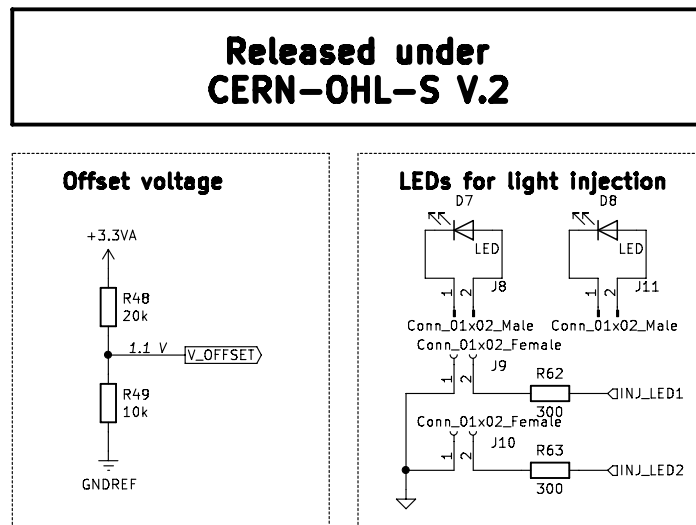 Released under
CERN-OHL-S V.2
Offset voltage
+3.3VA
R48
20k
1.1 V
V_OFFSET
R49
10k
GNDREF
LEDs for light injection
D7
D8
LED
LED
1
2
J8
1
2
J11
Conn_01x02_Male
Conn_01x02_Male
Conn_01x02_Female
J9
1
2
R62
300
INJ_LED1
Conn_01x02_Female
J10
1
2
R63
300
INJ_LED2